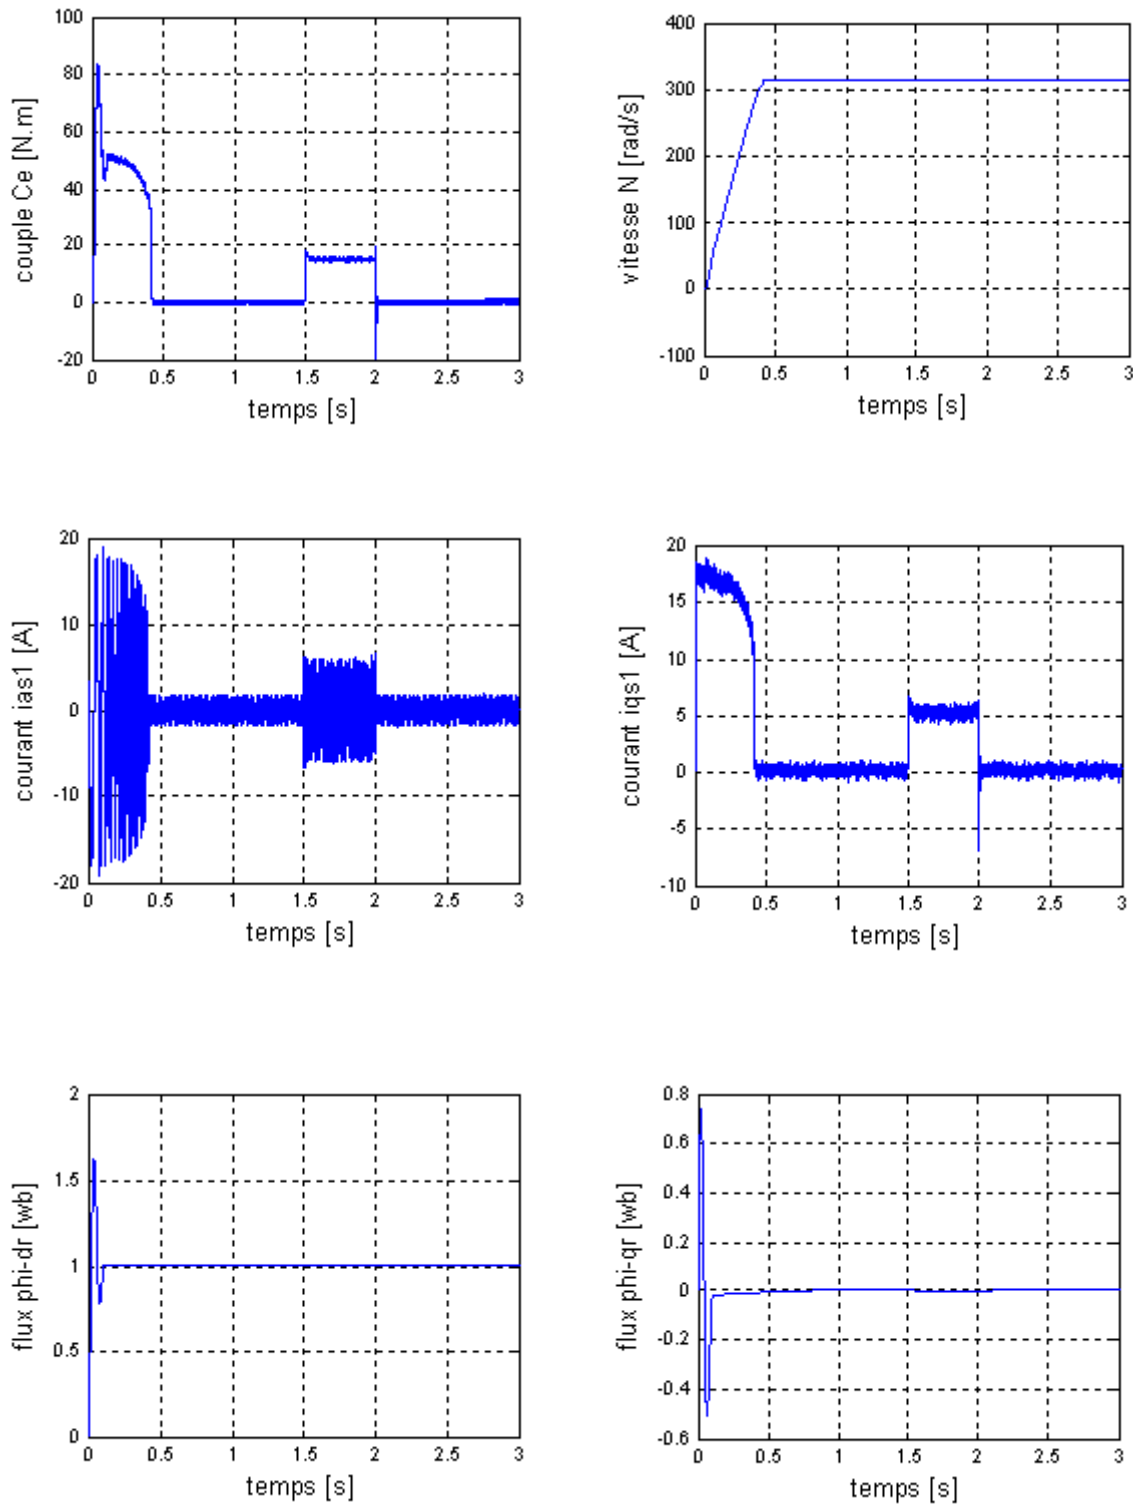 100
80
60
40
20
0
-20
couple Ce [N.m]
0 0.5 1 1.5 2 2.5 3
temps [s]
400
300
200
100
0
-100
vitesse N [rad/s]
0 0.5 1 1.5 2 2.5 3
temps [s]
20
10
0
-10
-20
courant ias1 [A]
0 0.5 1 1.5 2 2.5 3
temps [s]
20
15
10
5
0
-5
-10
courant iqs1 [A]
0 0.5 1 1.5 2 2.5 3
temps [s]
2
1.5
1
0.5
0
flux phi-dr [wb]
0 0.5 1 1.5 2 2.5 3
temps [s]
0.8
0.6
0.4
0.2
0
-0.2
-0.4
-0.6
flux phi-qr [wb]
0 0.5 1 1.5 2 2.5 3
temps [s]